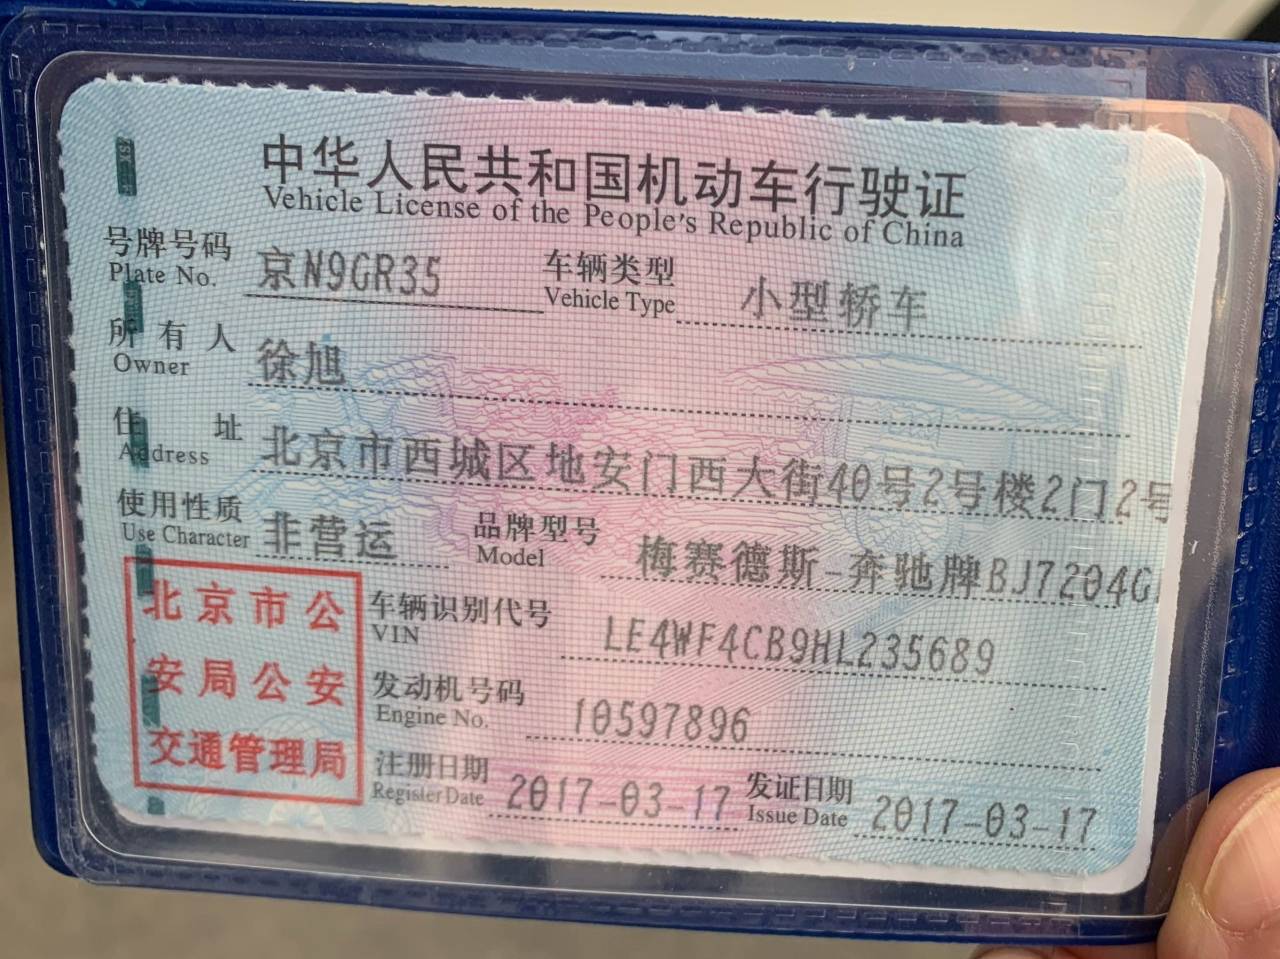 中华人民共和国机动车行驶证
Vehicle License of the People's Republic of China
号牌号码 京N9GR35 车辆类型 小型轿车
Plate No. Vehicle Type
所有人 徐旭
Owner
住址 北京市西城区地安门西大街40号2号楼2门2号
Address
使用性质 非营运 品牌型号 梅赛德斯-奔驰牌BJ7204G
Use Character Model
北京市公
安局公安
交通管理局
车辆识别代号 LE4WF4CB9HL235689
VIN
发动机号码 10597896
Engine No.
注册日期 2017-03-17 发证日期 2017-03-17
Register Date Issue Date